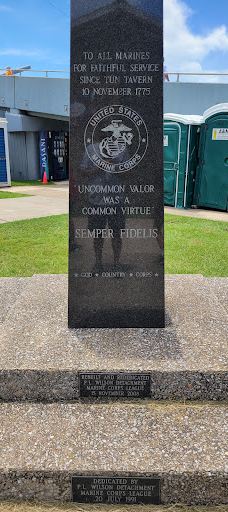 TO ALL MARINES
FOR FAITHFUL SERVICE
SINCE TUN TAVERN
10 NOVEMBER 1775
UNITED STATES
MARINE CORPS
"UNCOMMON VALOR
WAS A
COMMON VIRTUE"
SEMPER FIDELIS
GOD ★ COUNTRY ★ CORPS
REBUILT AND REDEDICATED
P.L. WILSON DETACHMENT
MARINE CORPS LEAGUE
15 NOVEMBER 2008
DEDICATED BY
P.L. WILSON DETACHMENT
MARINE CORPS LEAGUE
20 JULY 1991